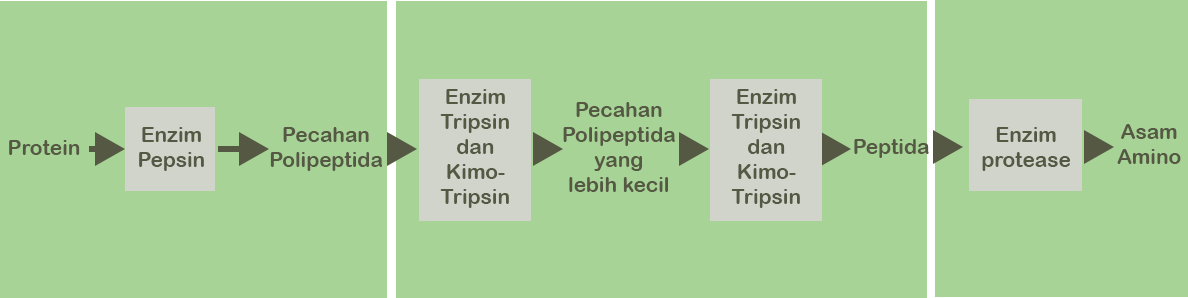 Protein
Enzim
Pepsin
Pecahan
Polipeptida
Enzim
Tripsin
dan
Kimo-
Tripsin
Pecahan
Polipeptida
yang
lebih kecil
Enzim
Tripsin
dan
Kimo-
Tripsin
Peptida
Enzim
protease
Asam
Amino